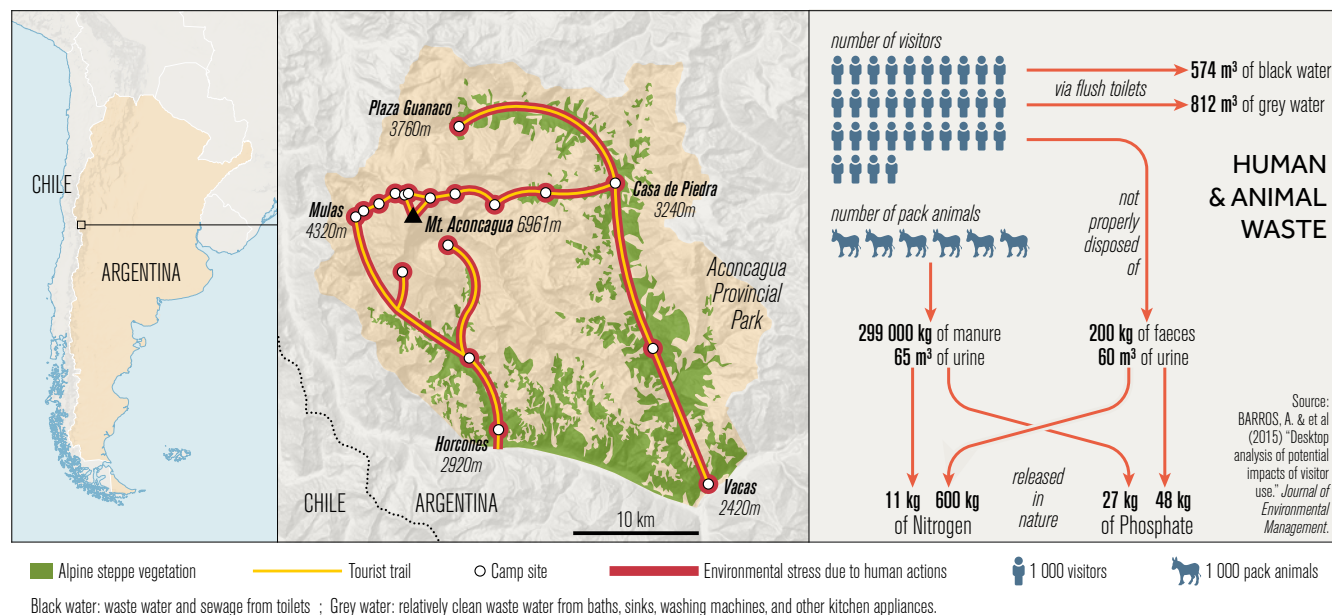 CHILE
ARGENTINA
Plaza Guanaco
3760m
Casa de Piedra
3240m
Mulas
4320m
Mt. Aconcagua 6961m
Aconcagua
Provincial
Park
Horcones
2920m
Vacas
2420m
CHILE
ARGENTINA
10 km
number of visitors
574 m³ of black water
via flush toilets
812 m³ of grey water
HUMAN
& ANIMAL
WASTE
number of pack animals
not
properly
disposed
of
299 000 kg of manure
65 m³ of urine
200 kg of faeces
60 m³ of urine
Source:
BARROS, A. & et al
(2015) “Desktop
analysis of potential
impacts of visitor
use.” Journal of
Environmental
Management.
released
in
nature
11 kg 600 kg
of Nitrogen
27 kg 48 kg
of Phosphate
Alpine steppe vegetation
Tourist trail
Camp site
Environmental stress due to human actions
1 000 visitors
1 000 pack animals
Black water: waste water and sewage from toilets ; Grey water: relatively clean waste water from baths, sinks, washing machines, and other kitchen appliances.